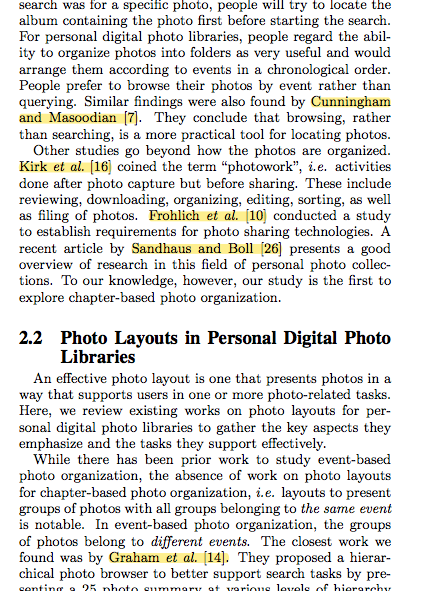 search was for a specific photo, people will try to locate the
album containing the photo first before starting the search.
For personal digital photo libraries, people regard the abil-
ity to organize photos into folders as very useful and would
arrange them according to events in a chronological order.
People prefer to browse their photos by event rather than
querying. Similar findings were also found by Cunningham
and Masoodian [7]. They conclude that browsing, rather
than searching, is a more practical tool for locating photos.
Other studies go beyond how the photos are organized.
Kirk et al. [16] coined the term “photowork”, i.e. activities
done after photo capture but before sharing. These include
reviewing, downloading, organizing, editing, sorting, as well
as filing of photos. Frohlich et al. [10] conducted a study
to establish requirements for photo sharing technologies. A
recent article by Sandhaus and Boll [26] presents a good
overview of research in this field of personal photo collec-
tions. To our knowledge, however, our study is the first to
explore chapter-based photo organization.
2.2 Photo Layouts in Personal Digital Photo
Libraries
An effective photo layout is one that presents photos in a
way that supports users in one or more photo-related tasks.
Here, we review existing works on photo layouts for per-
sonal digital photo libraries to gather the key aspects they
emphasize and the tasks they support effectively.
While there has been prior work to study event-based
photo organization, the absence of work on photo layouts
for chapter-based photo organization, i.e. layouts to present
groups of photos with all groups belonging to the same event
is notable. In event-based photo organization, the groups
of photos belong to different events. The closest work we
found was by Graham et al. [14]. They proposed a hierar-
chical photo browser to better support search tasks by pre-
senting a 25 photo summary at various levels of hierarchy